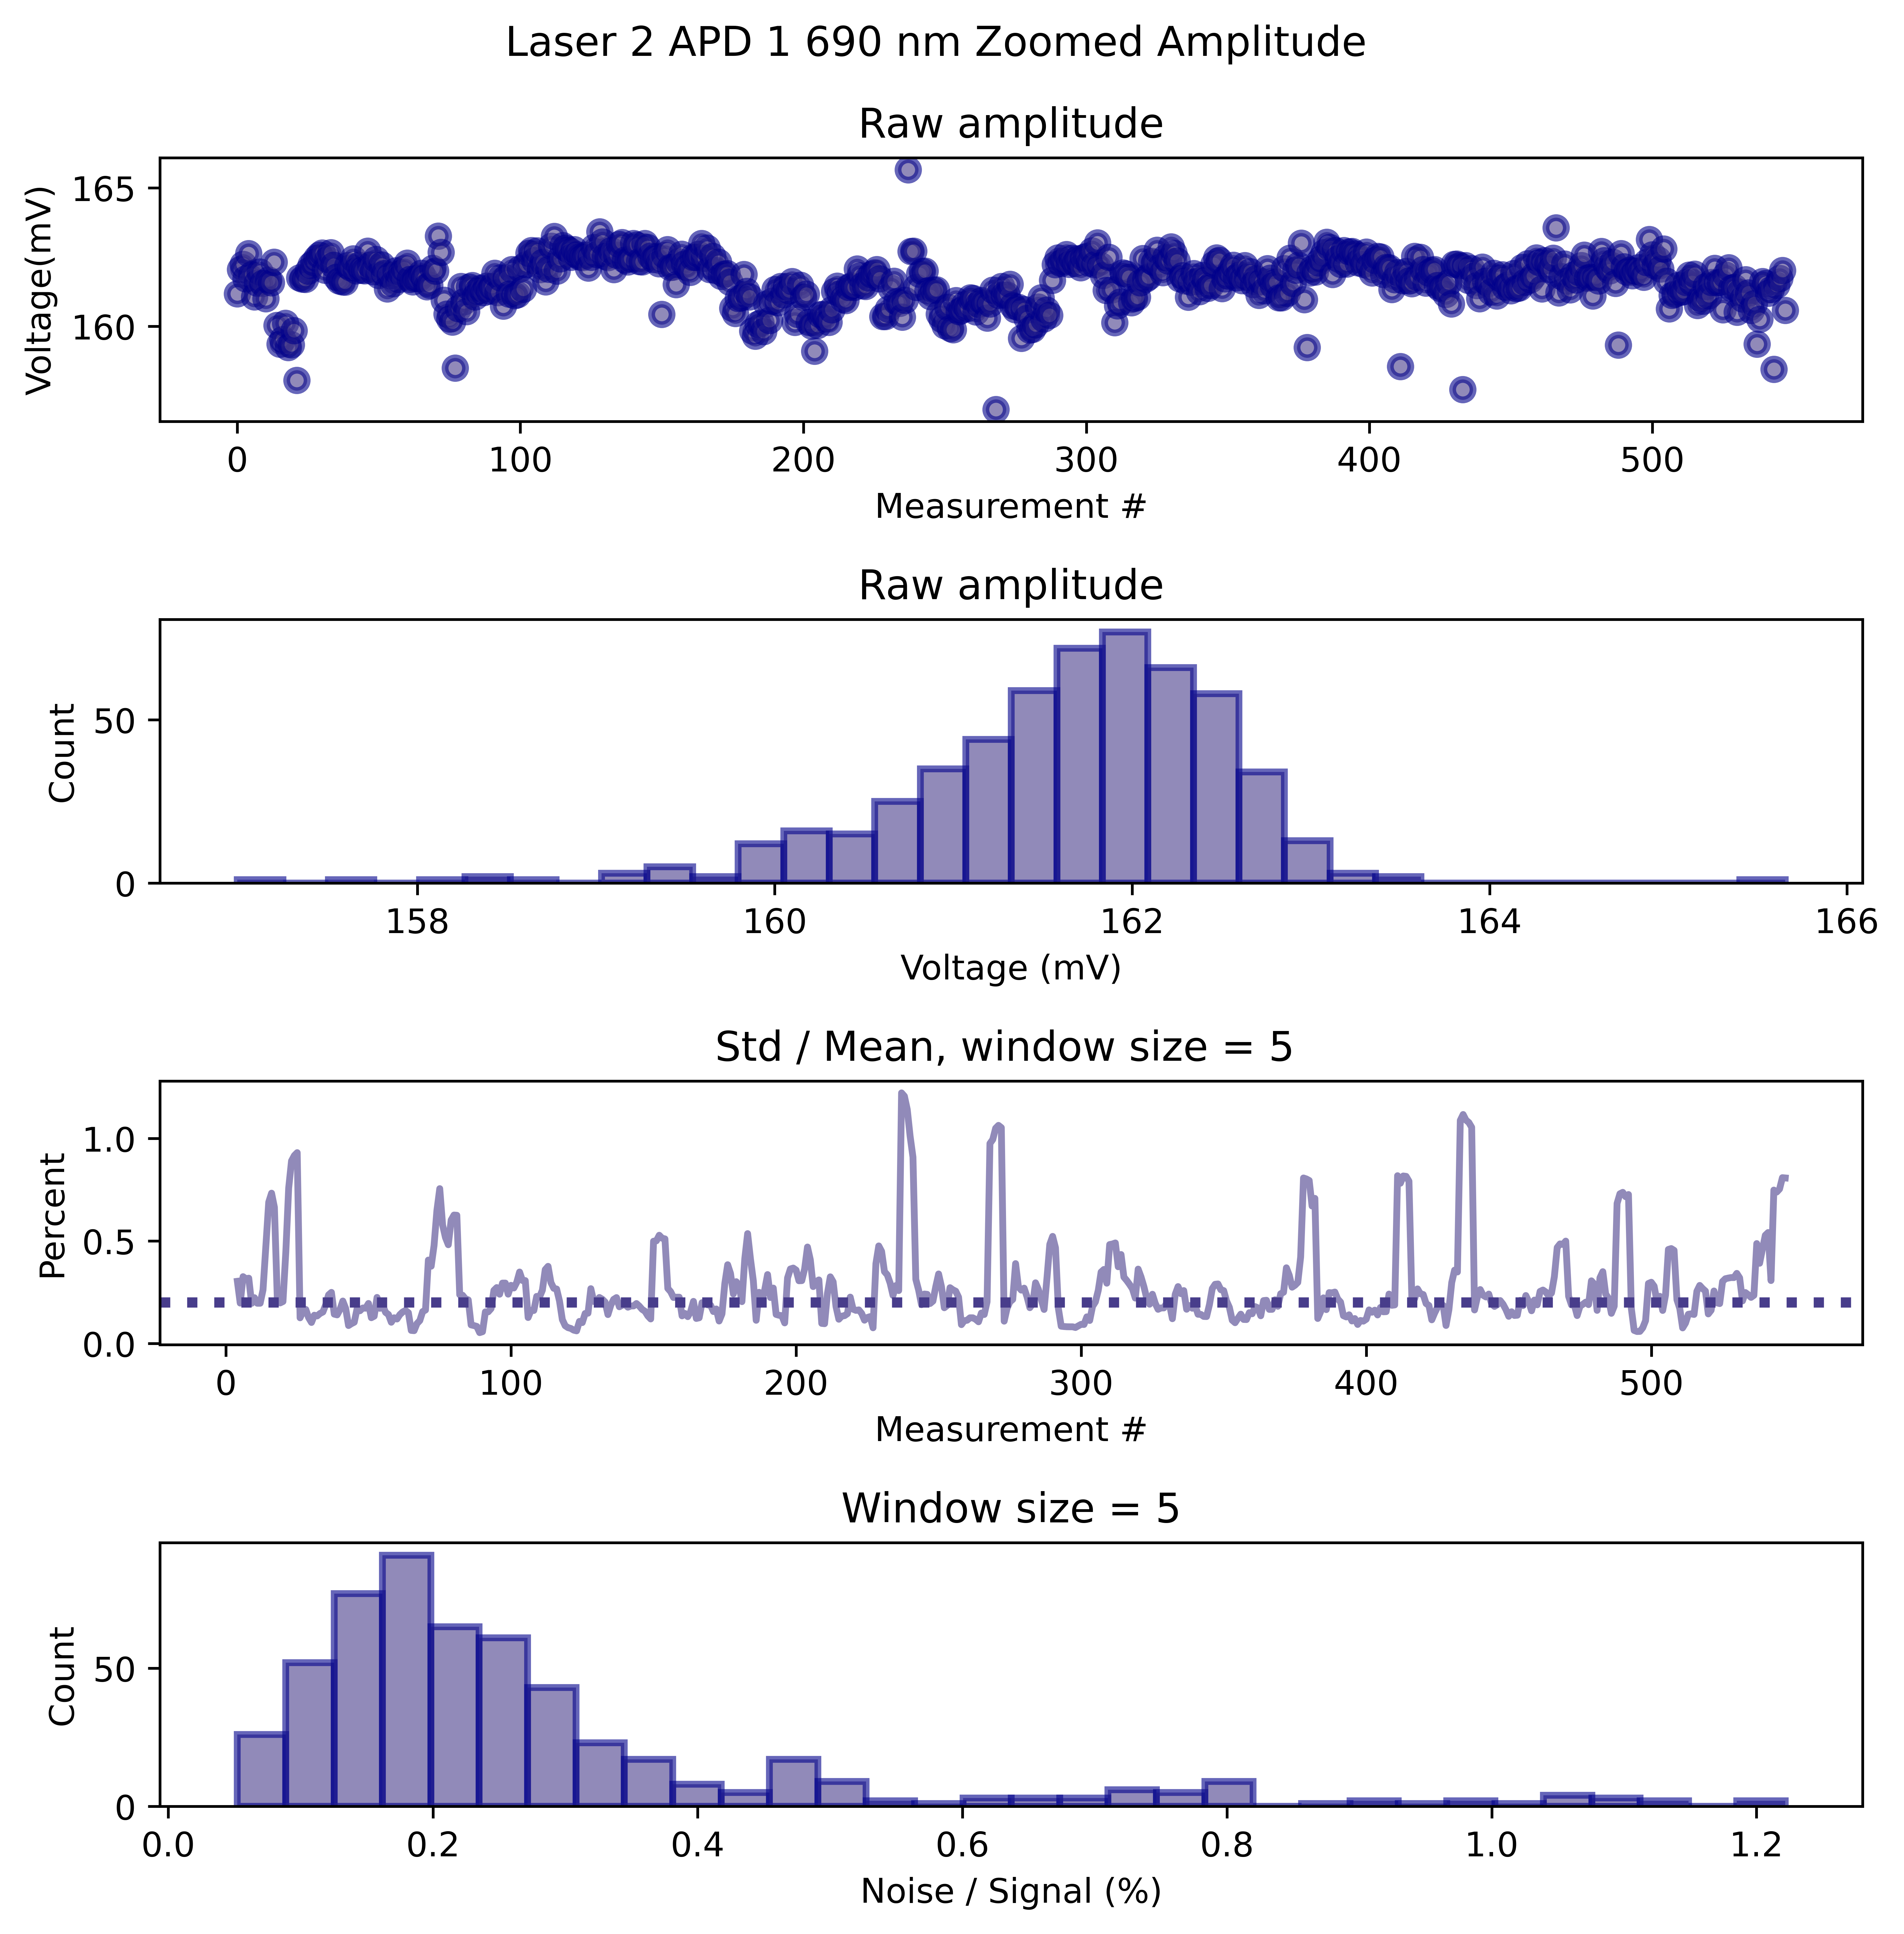 Laser 2 APD 1 690 nm Zoomed Amplitude
Raw amplitude
Voltage(mV)
165
160
0 100 200 300 400 500
Measurement #
Raw amplitude
Count
50
0
158 160 162 164 166
Voltage (mV)
Std / Mean, window size = 5
Percent
1.0
0.5
0.0
0 100 200 300 400 500
Measurement #
Window size = 5
Count
50
0
0.0 0.2 0.4 0.6 0.8 1.0 1.2
Noise / Signal (%)